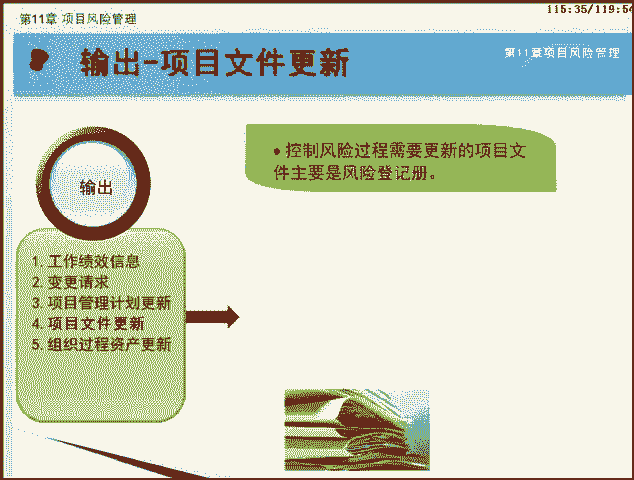 第11章 项目风险管理
115:35/119:54
输出-项目文件更新
第11章项目风险管理
输出
● 控制风险过程需要更新的项目文
件主要是风险登记册。
1. 工作绩效信息
2. 变更请求
3. 项目管理计划更新
4. 项目文件更新
5. 组织过程资产更新